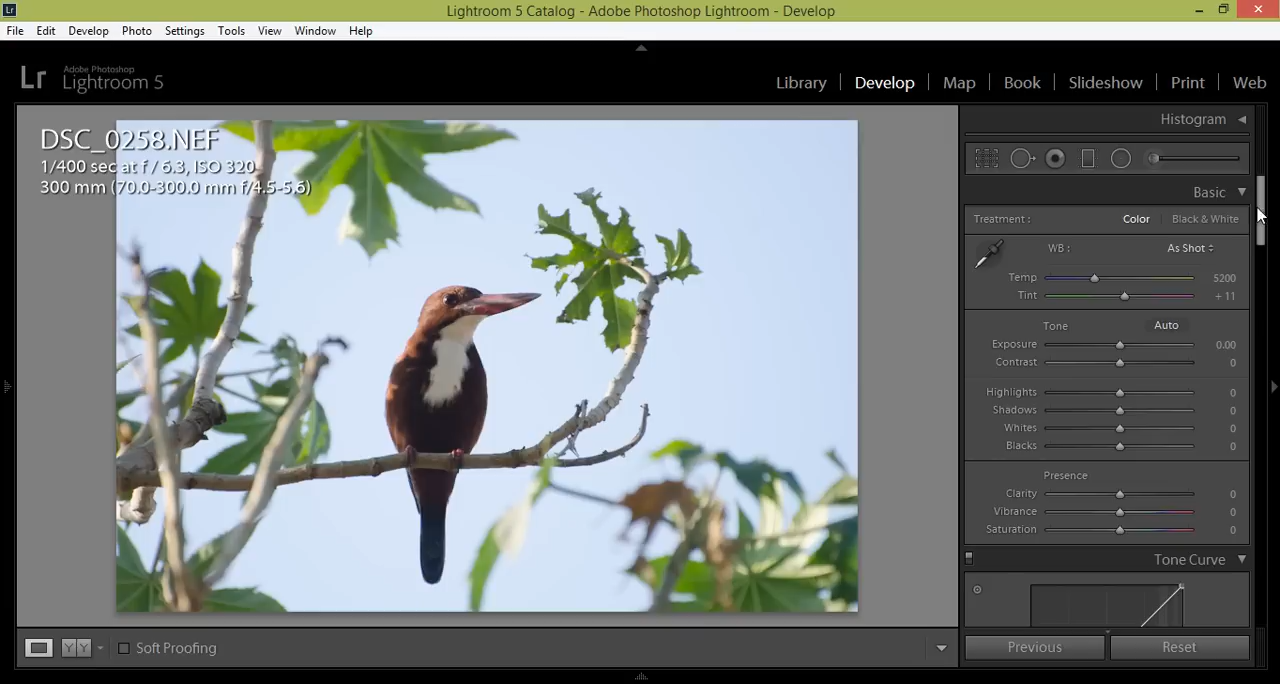 Lr
Lightroom 5 Catalog - Adobe Photoshop Lightroom - Develop
File Edit Develop Photo Settings Tools View Window Help
Lr Adobe Photoshop
Lightroom 5
Library Develop Map Book Slideshow Print Web
DSC_0258.NEF
1/400 sec at f / 6.3, ISO 320
300 mm (70.0-300.0 mm f/4.5-5.6)
Histogram
Basic
Treatment : Color Black & White
WB : As Shot
Temp 5200
Tint + 11
Tone Auto
Exposure 0.00
Contrast 0
Highlights 0
Shadows 0
Whites 0
Blacks 0
Presence
Clarity 0
Vibrance 0
Saturation 0
Tone Curve
Previous Reset
Y Y Soft Proofing